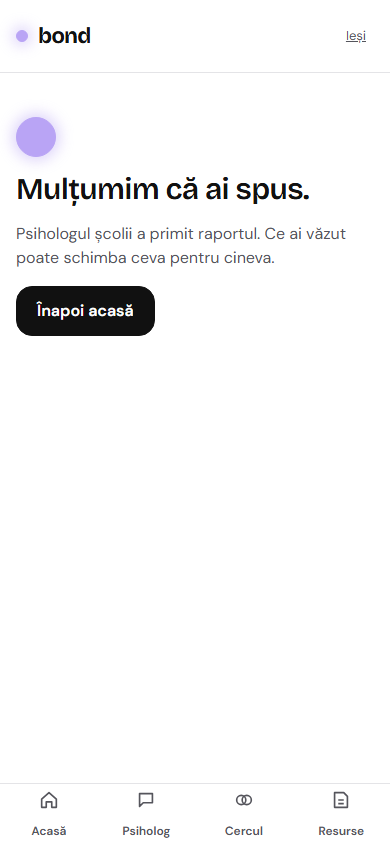 bond
Ieși
Mulțumim că ai spus.
Psihologul școlii a primit raportul. Ce ai văzut
poate schimba ceva pentru cineva.
Înapoi acasă
Acasă
Psiholog
Cercul
Resurse